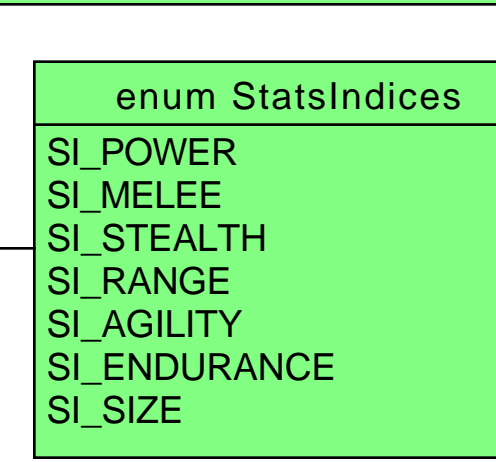 enum StatsIndices
SI_POWER
SI_MELEE
SI_STEALTH
SI_RANGE
SI_AGILITY
SI_ENDURANCE
SI_SIZE